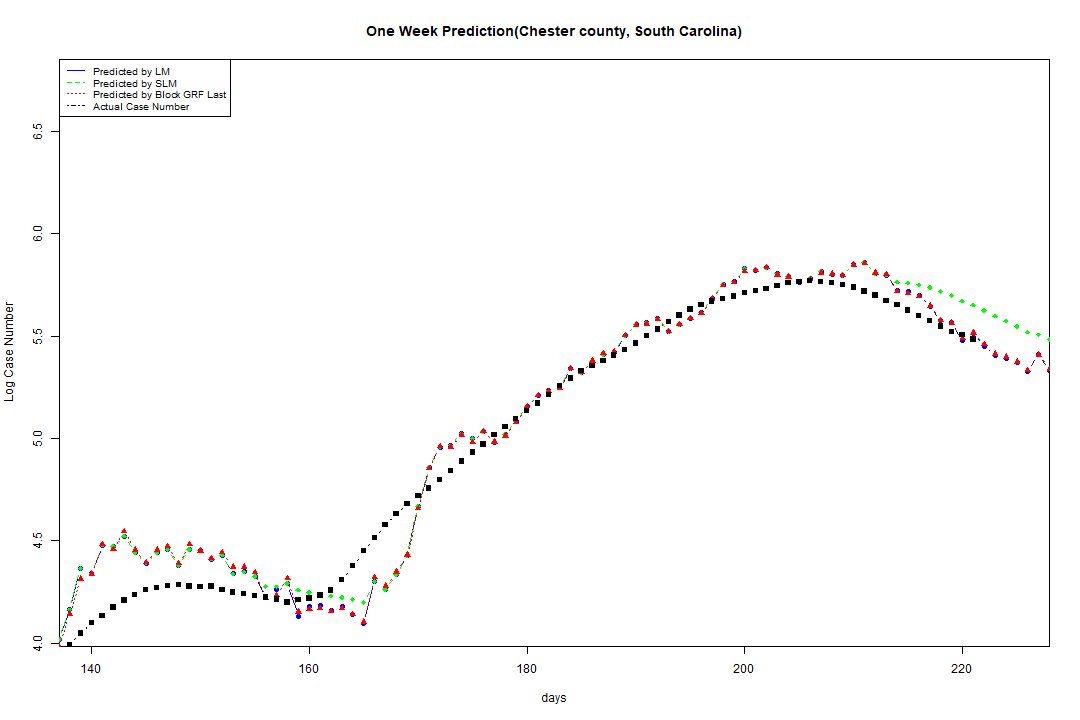 One Week Prediction(Chester county, South Carolina)
Predicted by LM
Predicted by SLM
Predicted by Block GRF Last
Actual Case Number
6.5
6.0
5.5
5.0
4.5
4.0
Log Case Number
140 160 180 200 220
days